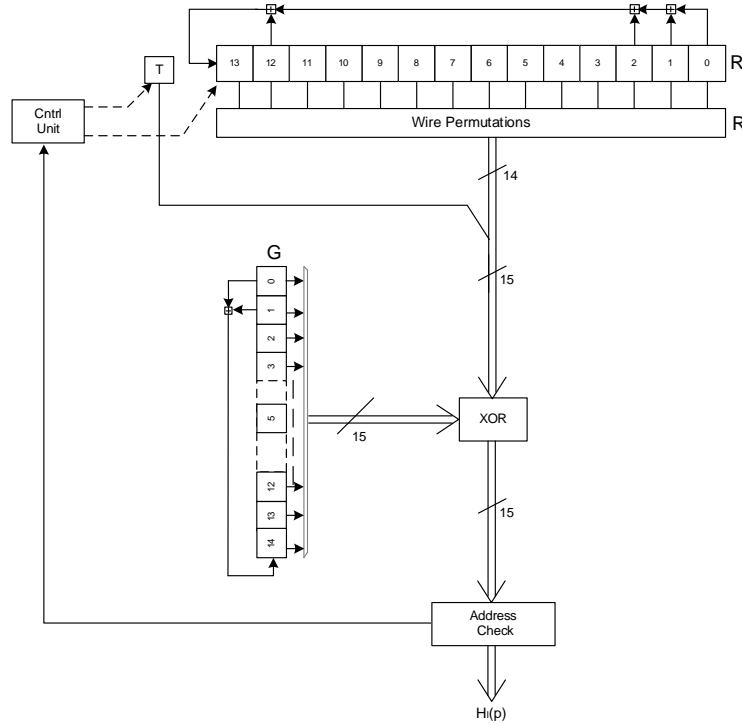 13 12 11 10 9 8 7 6 5 4 3 2 1 0 R
T
Cntrl
Unit
Wire Permutations R
14
15
G
0
1
2
3
5
12
13
14
15
XOR
15
Address
Check
Hl(p)